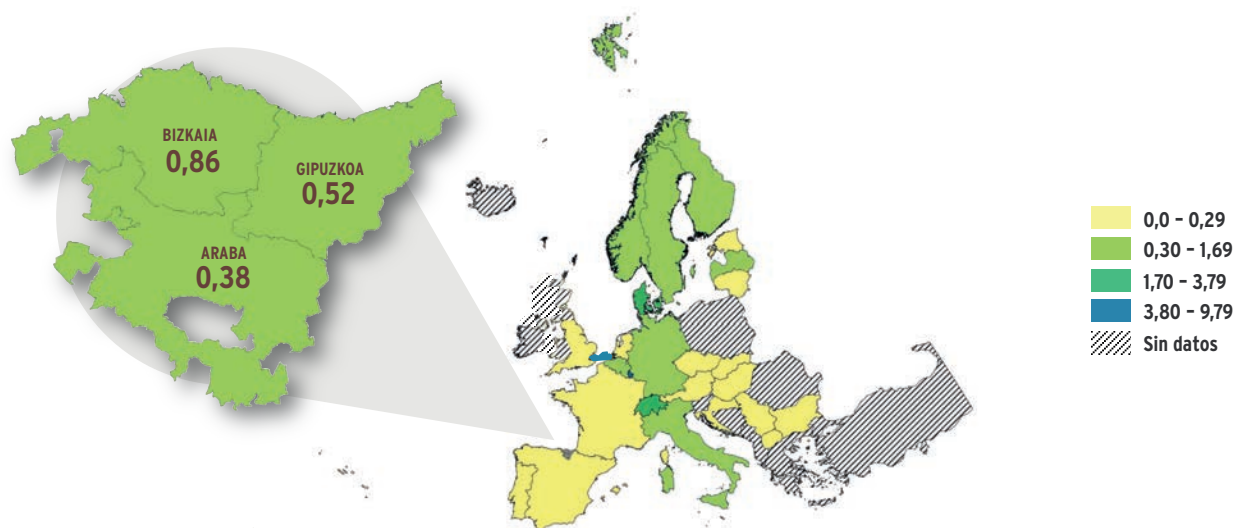 BIZKAIA
0,86
GIPUZKOA
0,52
ARABA
0,38
0,0 – 0,29
0,30 – 1,69
1,70 – 3,79
3,80 – 9,79
Sin datos